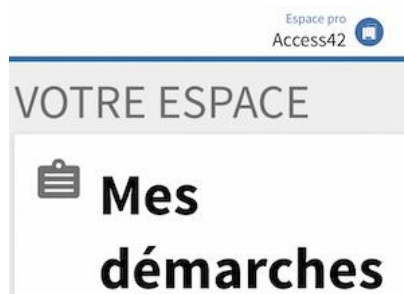 Espace pro
Access42
VOTRE ESPACE
Mes
démarches